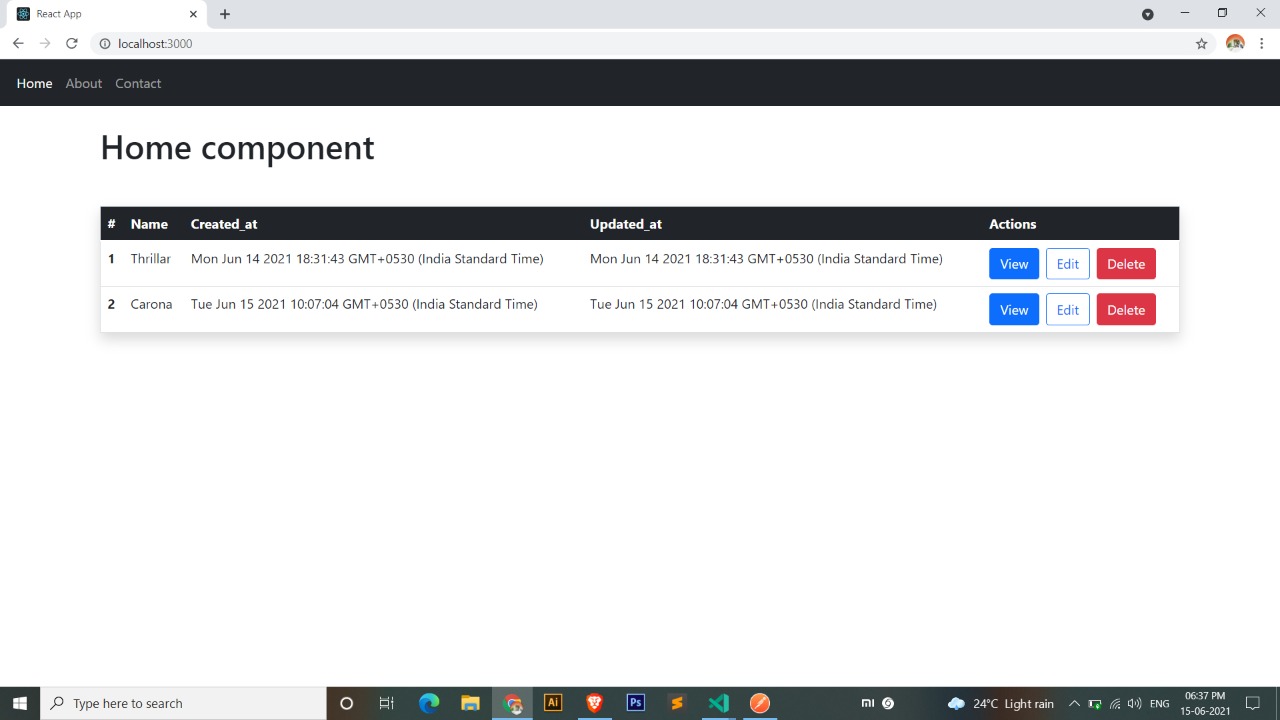 React App
localhost:3000
Home About Contact
Home component
# Name Created_at Updated_at Actions
1 Thrillar Mon Jun 14 2021 18:31:43 GMT+0530 (India Standard Time) Mon Jun 14 2021 18:31:43 GMT+0530 (India Standard Time) View Edit Delete
2 Carona Tue Jun 15 2021 10:07:04 GMT+0530 (India Standard Time) Tue Jun 15 2021 10:07:04 GMT+0530 (India Standard Time) View Edit Delete
Type here to search Ai Ps mi 24°C Light rain ENG 06:37 PM
15-06-2021